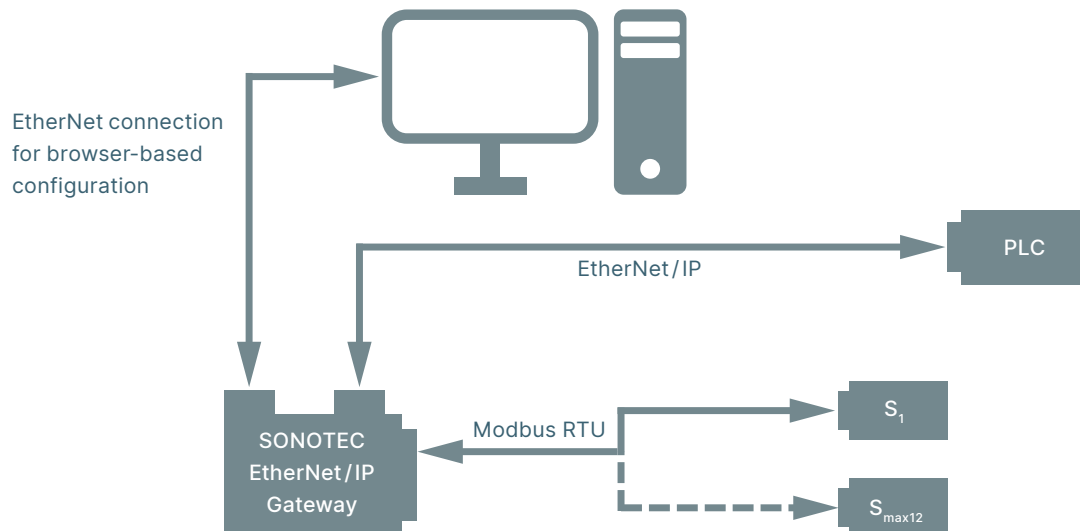 EtherNet connection
for browser-based
configuration
PLC
EtherNet/IP
S1
Modbus RTU
SONOTEC
EtherNet/IP
Gateway
Smax12